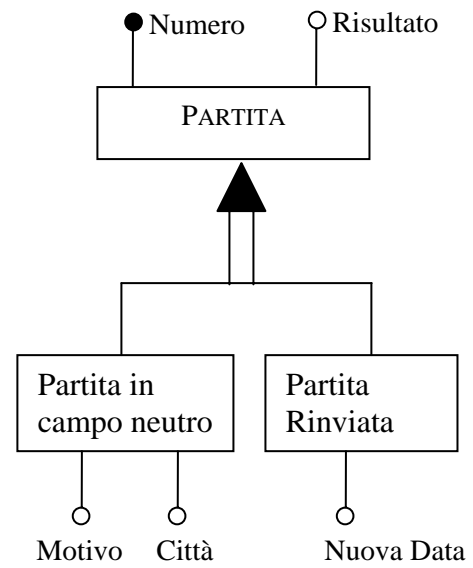 Numero Risultato
PARTITA
Partita in
campo neutro
Partita
Rinviata
Motivo Città Nuova Data